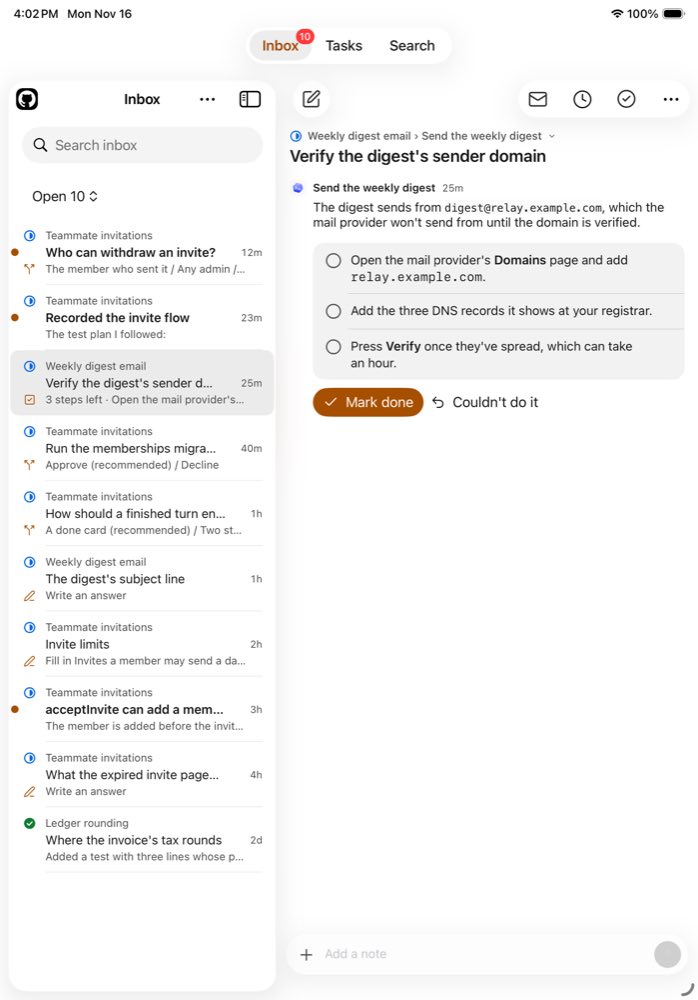 4:02 PM Mon Nov 16
100%
Inbox
10
Tasks
Search
Inbox
Search inbox
Open 10
Teammate invitations
Who can withdraw an invite? 12m
The member who sent it / Any admin /...
Teammate invitations
Recorded the invite flow 23m
The test plan I followed:
Weekly digest email
Verify the digest's sender d... 25m
3 steps left · Open the mail provider's...
Teammate invitations
Run the memberships migra... 40m
Approve (recommended) / Decline
Teammate invitations
How should a finished turn en... 1h
A done card (recommended) / Two st...
Weekly digest email
The digest's subject line 1h
Write an answer
Teammate invitations
Invite limits 2h
Fill in Invites a member may send a da...
Teammate invitations
acceptInvite can add a mem... 3h
The member is added before the invit...
Teammate invitations
What the expired invite page... 4h
Write an answer
Ledger rounding
Where the invoice's tax rounds 2d
Added a test with three lines whose p...
Weekly digest email › Send the weekly digest
Verify the digest's sender domain
Send the weekly digest 25m
The digest sends from digest@relay.example.com, which the
mail provider won't send from until the domain is verified.
Open the mail provider's Domains page and add
relay.example.com.
Add the three DNS records it shows at your registrar.
Press Verify once they've spread, which can take
an hour.
Mark done
Couldn't do it
Add a note